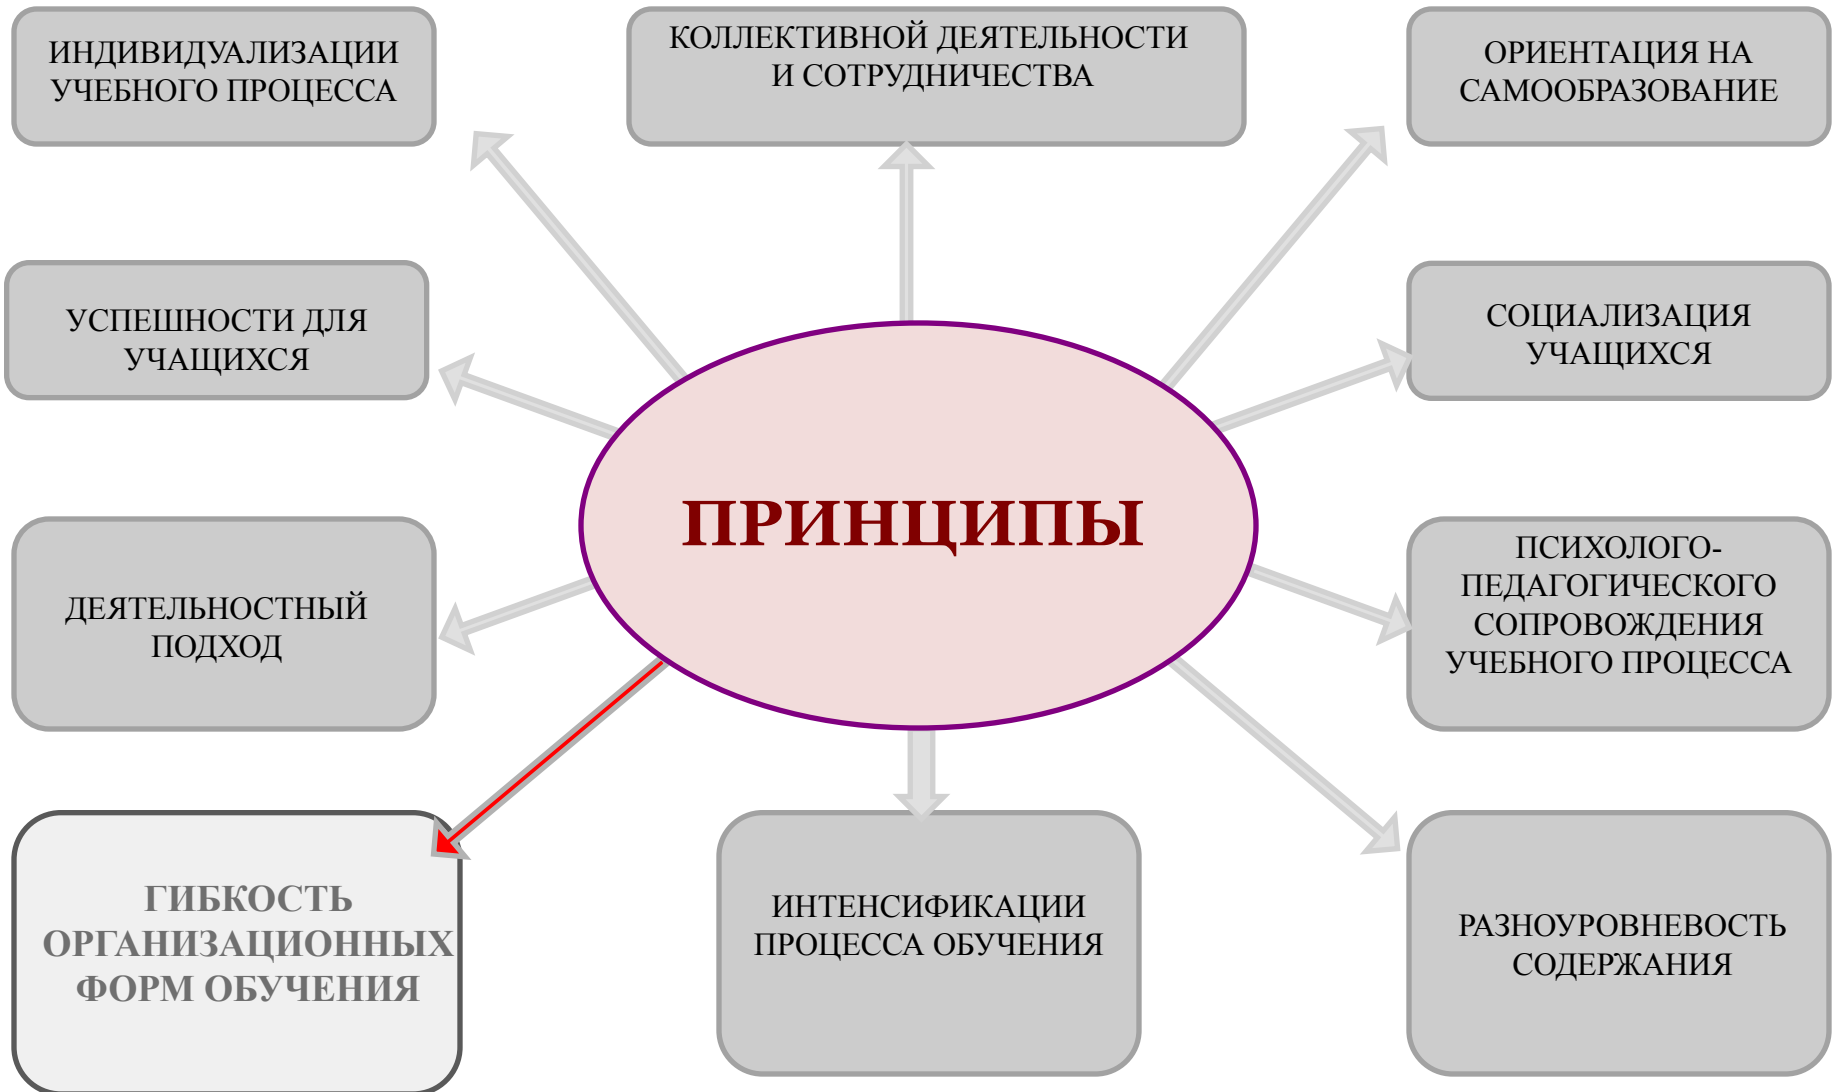 ИНДИВИДУАЛИЗАЦИИ
УЧЕБНОГО ПРОЦЕССА
КОЛЛЕКТИВНОЙ ДЕЯТЕЛЬНОСТИ
И СОТРУДНИЧЕСТВА
ОРИЕНТАЦИЯ НА
САМООБРАЗОВАНИЕ
УСПЕШНОСТИ ДЛЯ
УЧАЩИХСЯ
СОЦИАЛИЗАЦИЯ
УЧАЩИХСЯ
ПРИНЦИПЫ
ДЕЯТЕЛЬНОСТНЫЙ
ПОДХОД
ПСИХОЛОГО-
ПЕДАГОГИЧЕСКОГО
СОПРОВОЖДЕНИЯ
УЧЕБНОГО ПРОЦЕССА
ГИБКОСТЬ
ОРГАНИЗАЦИОННЫХ
ФОРМ ОБУЧЕНИЯ
ИНТЕНСИФИКАЦИИ
ПРОЦЕССА ОБУЧЕНИЯ
РАЗНОУРОВНЕВОСТЬ
СОДЕРЖАНИЯ